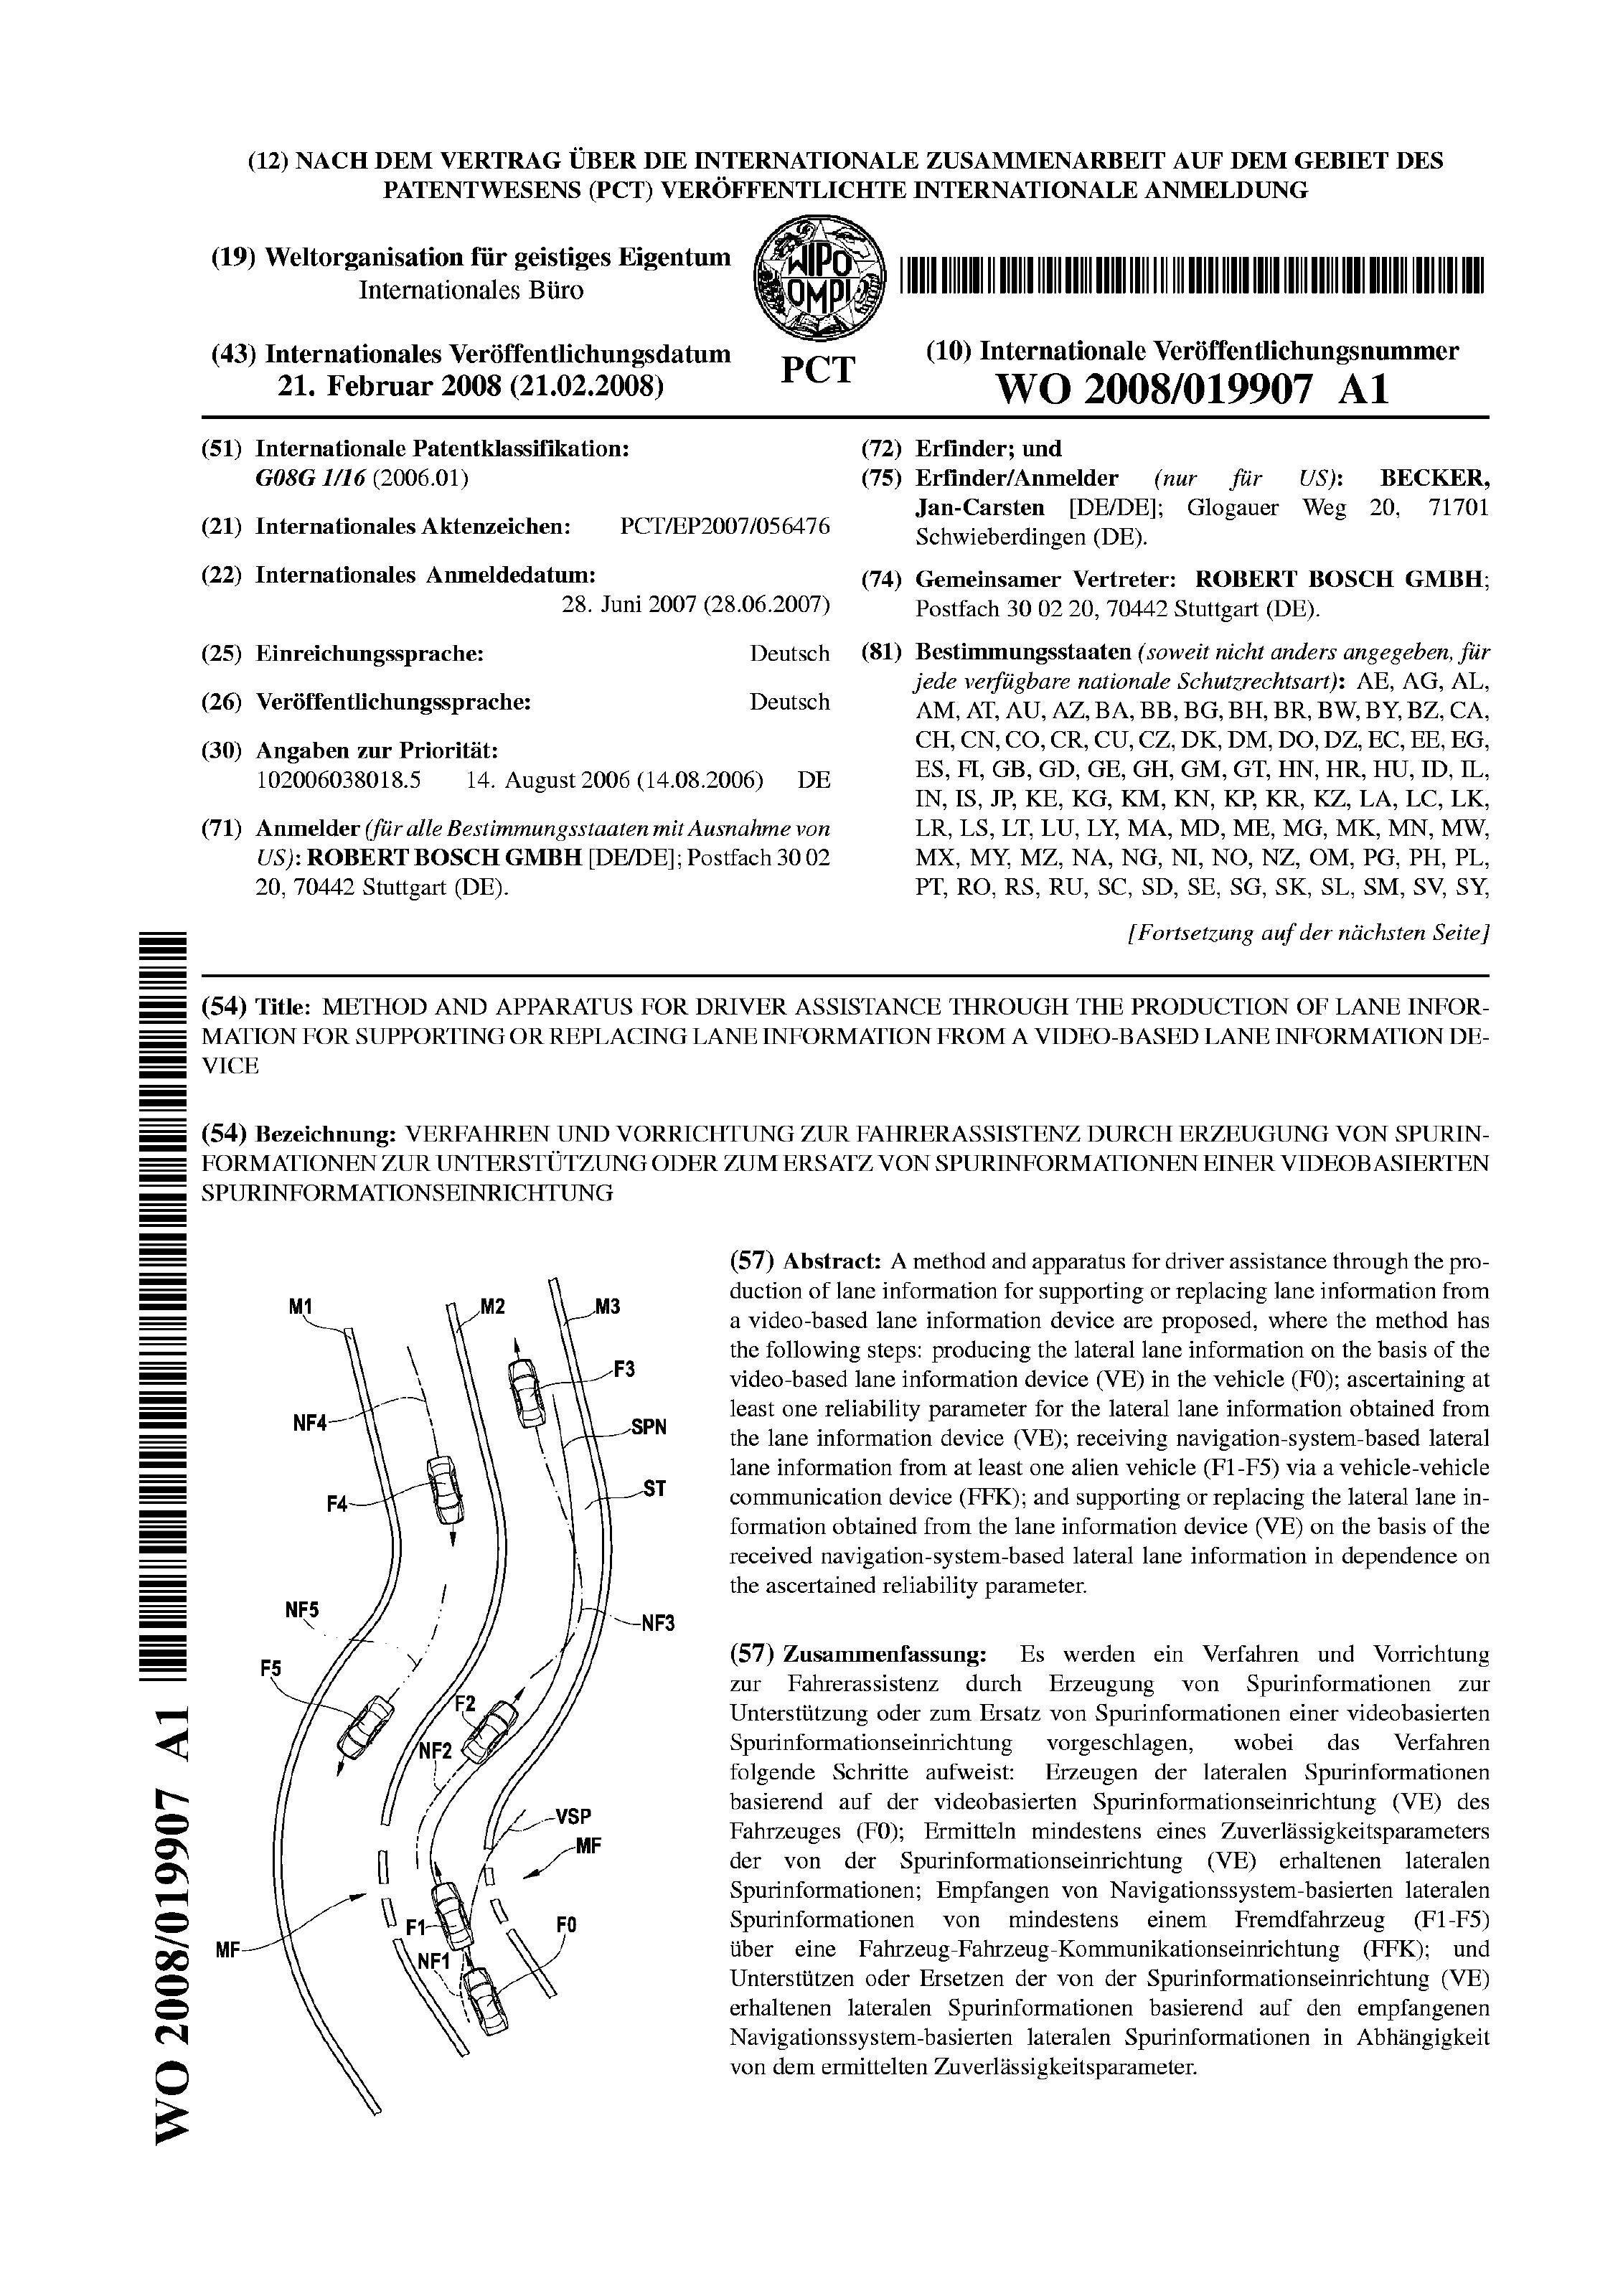 (12) NACH DEM VERTRAG ÜBER DIE INTERNATIONALE ZUSAMMENARBEIT AUF DEM GEBIET DES
PATENTWESENS (PCT) VERÖFFENTLICHTE INTERNATIONALE ANMELDUNG
(19) Weltorganisation für geistiges Eigentum
Internationales Büro
WIPO
OMPI
PCT
(43) Internationales Veröffentlichungsdatum
21. Februar 2008 (21.02.2008)
(10) Internationale Veröffentlichungsnummer
WO 2008/019907 A1
(51) Internationale Patentklassifikation:
G08G 1/16 (2006.01)
(21) Internationales Aktenzeichen: PCT/EP2007/056476
(22) Internationales Anmeldedatum:
28. Juni 2007 (28.06.2007)
(25) Einreichungssprache: Deutsch
(26) Veröffentlichungssprache: Deutsch
(30) Angaben zur Priorität:
102006038018.5 14. August 2006 (14.08.2006) DE
(71) Anmelder (für alle Bestimmungsstaaten mit Ausnahme von
US): ROBERT BOSCH GMBH [DE/DE]; Postfach 30 02
20, 70442 Stuttgart (DE).
(72) Erfinder; und
(75) Erfinder/Anmelder (nur für US): BECKER,
Jan-Carsten [DE/DE]; Glogauer Weg 20, 71701
Schwieberdingen (DE).
(74) Gemeinsamer Vertreter: ROBERT BOSCH GMBH;
Postfach 30 02 20, 70442 Stuttgart (DE).
(81) Bestimmungsstaaten (soweit nicht anders angegeben, für
jede verfügbare nationale Schutzrechtsart): AE, AG, AL,
AM, AT, AU, AZ, BA, BB, BG, BH, BR, BW, BY, BZ, CA,
CH, CN, CO, CR, CU, CZ, DK, DM, DO, DZ, EC, EE, EG,
ES, FI, GB, GD, GE, GH, GM, GT, HN, HR, HU, ID, IL,
IN, IS, JP, KE, KG, KM, KN, KP, KR, KZ, LA, LC, LK,
LR, LS, LT, LU, LY, MA, MD, ME, MG, MK, MN, MW,
MX, MY, MZ, NA, NG, NI, NO, NZ, OM, PG, PH, PL,
PT, RO, RS, RU, SC, SD, SE, SG, SK, SL, SM, SV, SY,
[Fortsetzung auf der nächsten Seite]
(54) Title: METHOD AND APPARATUS FOR DRIVER ASSISTANCE THROUGH THE PRODUCTION OF LANE INFOR-
MATION FOR SUPPORTING OR REPLACING LANE INFORMATION FROM A VIDEO-BASED LANE INFORMATION DE-
VICE
(54) Bezeichnung: VERFAHREN UND VORRICHTUNG ZUR FAHRERASSISTENZ DURCH ERZEUGUNG VON SPURIN-
FORMATIONEN ZUR UNTERSTÜTZUNG ODER ZUM ERSATZ VON SPURINFORMATIONEN EINER VIDEOBASIERTEN
SPURINFORMATIONSEINRICHTUNG
M1
M2
M3
F3
NF4
SPN
F4
ST
NF5
NF3
F5
F2
NF2
VSP
MF
F1
F0
MF
NF1
(57) Abstract: A method and apparatus for driver assistance through the pro-
duction of lane information for supporting or replacing lane information from
a video-based lane information device are proposed, where the method has
the following steps: producing the lateral lane information on the basis of the
video-based lane information device (VE) in the vehicle (F0); ascertaining at
least one reliability parameter for the lateral lane information obtained from
the lane information device (VE); receiving navigation-system-based lateral
lane information from at least one alien vehicle (F1-F5) via a vehicle-vehicle
communication device (FFK); and supporting or replacing the lateral lane in-
formation obtained from the lane information device (VE) on the basis of the
received navigation-system-based lateral lane information in dependence on
the ascertained reliability parameter.
(57) Zusammenfassung: Es werden ein Verfahren und Vorrichtung
zur Fahrerassistenz durch Erzeugung von Spurinformationen zur
Unterstützung oder zum Ersatz von Spurinformationen einer videobasierten
Spurinformationseinrichtung vorgeschlagen, wobei das Verfahren
folgende Schritte aufweist: Erzeugen der lateralen Spurinformationen
basierend auf der videobasierten Spurinformationseinrichtung (VE) des
Fahrzeuges (F0); Ermitteln mindestens eines Zuverlässigkeitsparameters
der von der Spurinformationseinrichtung (VE) erhaltenen lateralen
Spurinformationen; Empfangen von Navigationssystem-basierten lateralen
Spurinformationen von mindestens einem Fremdfahrzeug (F1-F5)
über eine Fahrzeug-Fahrzeug-Kommunikationseinrichtung (FFK); und
Unterstützen oder Ersetzen der von der Spurinformationseinrichtung (VE)
erhaltenen lateralen Spurinformationen basierend auf den empfangenen
Navigationssystem-basierten lateralen Spurinformationen in Abhängigkeit
von dem ermittelten Zuverlässigkeitsparameter.
WO 2008/019907 A1